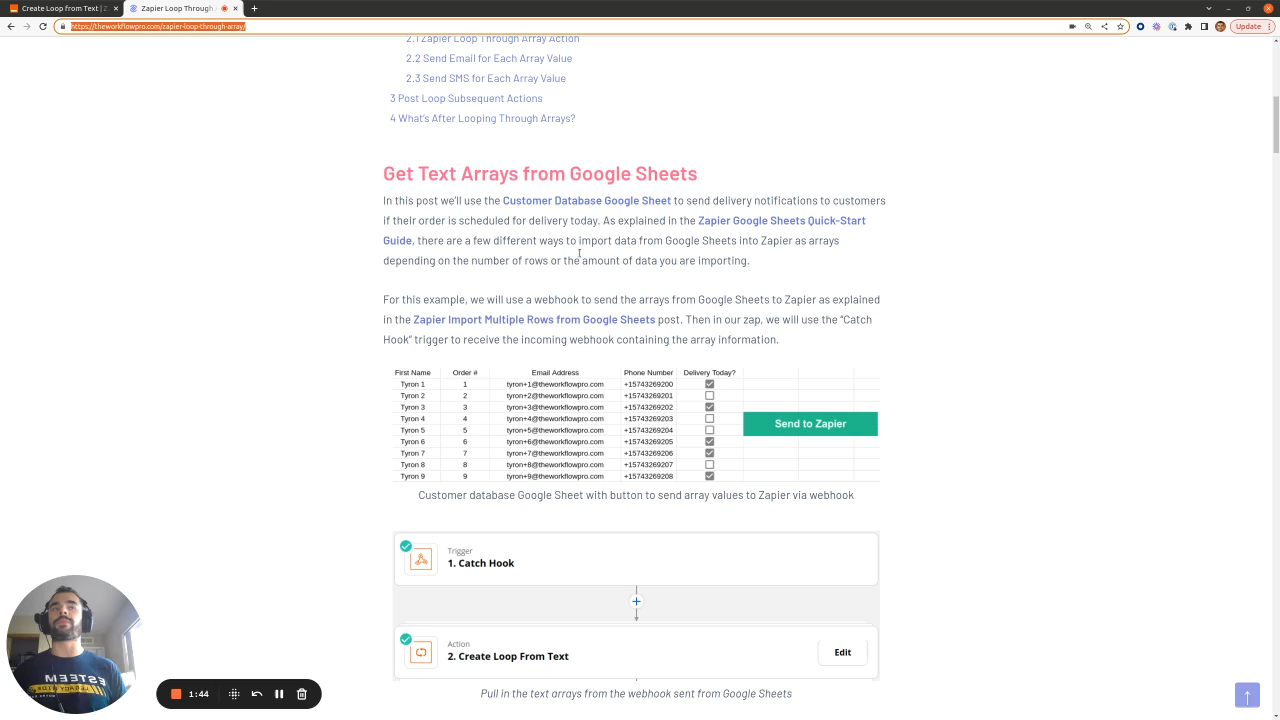 Create Loop from Text | Z
Zapier Loop Through
https://theworkflowpro.com/zapier-loop-through-array/
Update
2.1 Zapier Loop Through Array Action
2.2 Send Email for Each Array Value
2.3 Send SMS for Each Array Value
3 Post Loop Subsequent Actions
4 What's After Looping Through Arrays?
Get Text Arrays from Google Sheets
In this post we'll use the Customer Database Google Sheet to send delivery notifications to customers
if their order is scheduled for delivery today. As explained in the Zapier Google Sheets Quick-Start
Guide, there are a few different ways to import data from Google Sheets into Zapier as arrays
depending on the number of rows or the amount of data you are importing.
For this example, we will use a webhook to send the arrays from Google Sheets to Zapier as explained
in the Zapier Import Multiple Rows from Google Sheets post. Then in our zap, we will use the “Catch
Hook” trigger to receive the incoming webhook containing the array information.
First Name Order # Email Address Phone Number Delivery Today?
Tyron 1 1 tyron+1@theworkflowpro.com +15743269200
Tyron 2 2 tyron+2@theworkflowpro.com +15743269201
Tyron 3 3 tyron+3@theworkflowpro.com +15743269202
Tyron 4 4 tyron+4@theworkflowpro.com +15743269203
Tyron 5 5 tyron+5@theworkflowpro.com +15743269204
Tyron 6 6 tyron+6@theworkflowpro.com +15743269205
Tyron 7 7 tyron+7@theworkflowpro.com +15743269206
Tyron 8 8 tyron+8@theworkflowpro.com +15743269207
Tyron 9 9 tyron+9@theworkflowpro.com +15743269208
Send to Zapier
Customer database Google Sheet with button to send array values to Zapier via webhook
Trigger
1. Catch Hook
Action
2. Create Loop From Text
Edit
Pull in the text arrays from the webhook sent from Google Sheets
ESTEEM
1:44